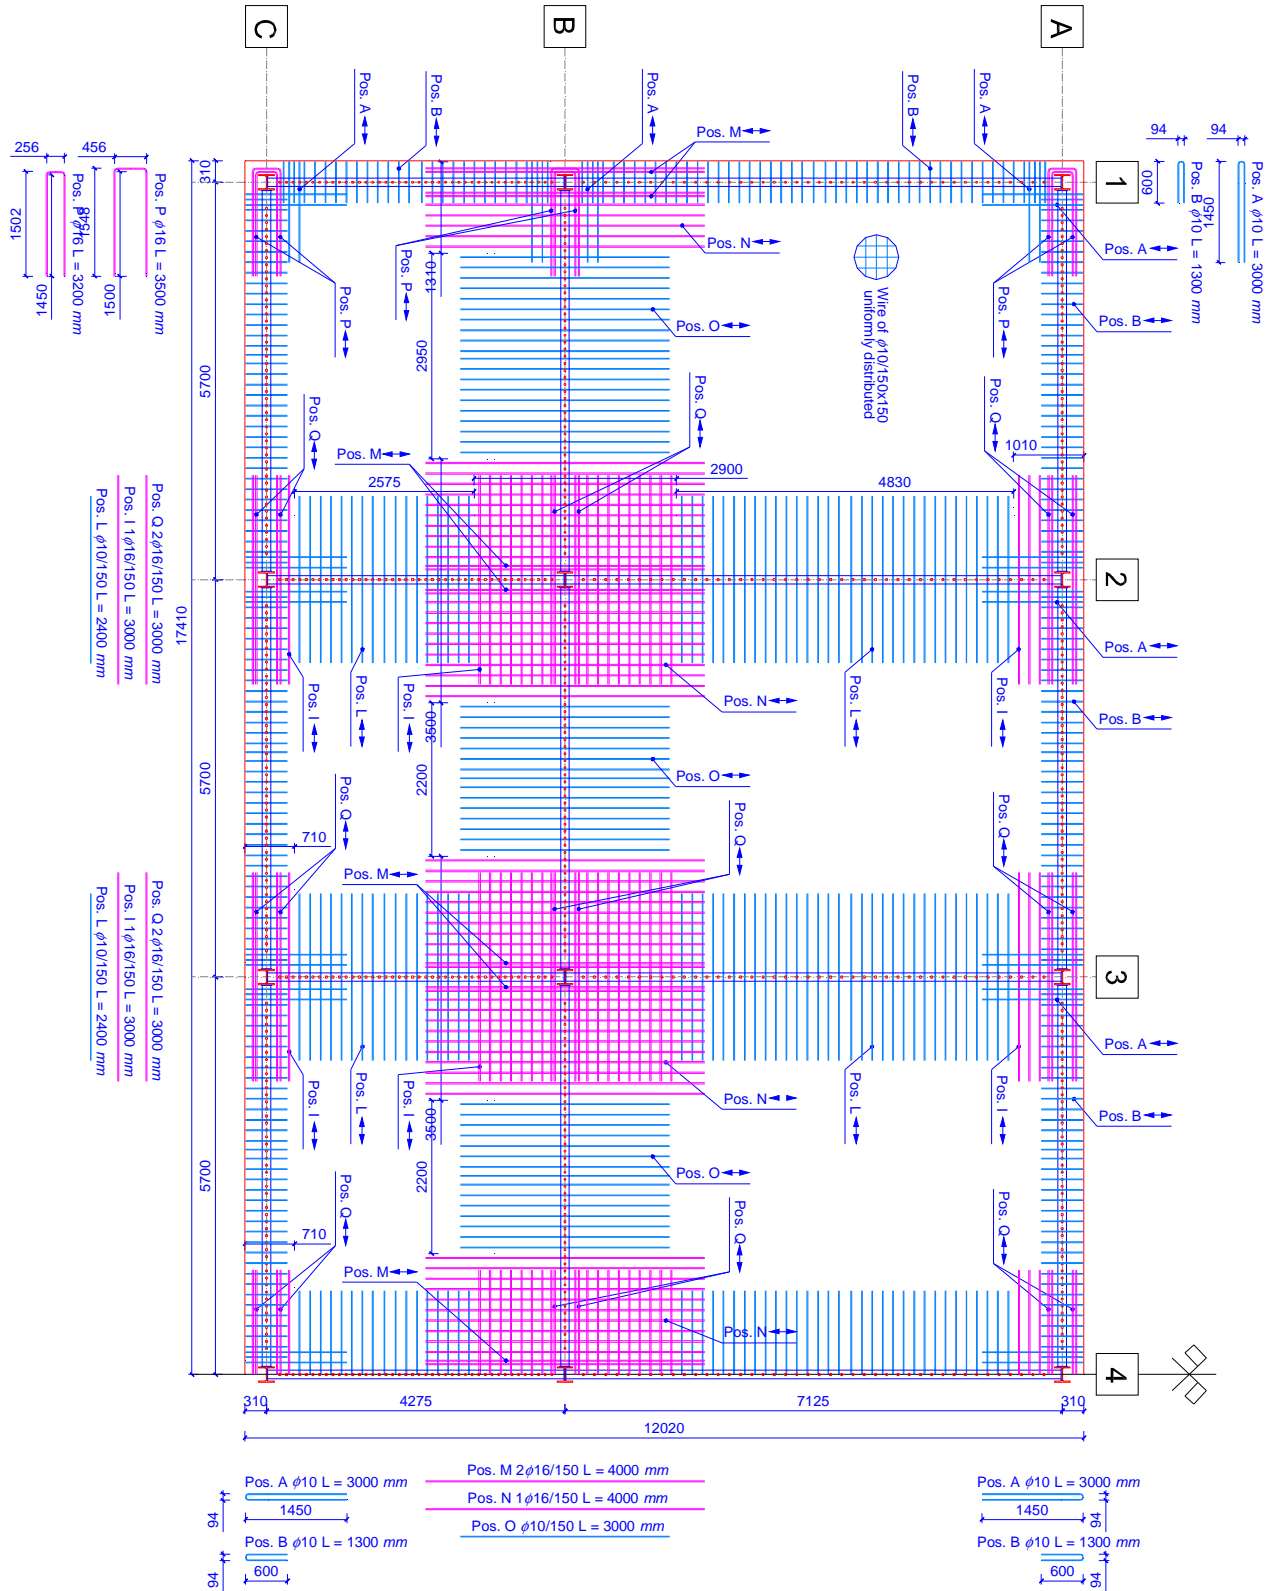 C
B
A
Pos. A
Pos. B
Pos. A
Pos. M
Pos. B
Pos. A
94
94
600
1450
Pos. B ϕ10 L = 1300 mm
Pos. A ϕ10 L = 3000 mm
256
456
1502
1548
1450
1500
Pos. P ϕ16 L = 3200 mm
Pos. P ϕ16 L = 3500 mm
310
1
Pos. N
Pos. A
Pos. P
Pos. P
1310
Pos. O
Wire of ϕ10/150x150
uniformly distributed
Pos. P
Pos. B
5700
2950
Pos. Q
Pos. Q
Pos. Q
Pos. M
1010
2900
2575
4830
Pos. Q 2ϕ16/150 L = 3000 mm
Pos. I 1ϕ16/150 L = 3000 mm
Pos. L ϕ10/150 L = 2400 mm
2
17410
Pos. A
Pos. I
Pos. L
Pos. I
Pos. N
Pos. L
Pos. I
Pos. B
3500
5700
2200
Pos. O
Pos. Q
Pos. Q
Pos. Q
710
Pos. M
Pos. Q 2ϕ16/150 L = 3000 mm
Pos. I 1ϕ16/150 L = 3000 mm
Pos. L ϕ10/150 L = 2400 mm
3
Pos. A
Pos. I
Pos. L
Pos. I
Pos. N
Pos. L
Pos. I
Pos. B
3500
5700
2200
Pos. O
Pos. Q
Pos. Q
Pos. Q
710
Pos. M
Pos. N
4
310
4275
7125
310
12020
Pos. A ϕ10 L = 3000 mm
1450
94
Pos. B ϕ10 L = 1300 mm
600
94
Pos. M 2ϕ16/150 L = 4000 mm
Pos. N 1ϕ16/150 L = 4000 mm
Pos. O ϕ10/150 L = 3000 mm
Pos. A ϕ10 L = 3000 mm
1450
94
Pos. B ϕ10 L = 1300 mm
600
94